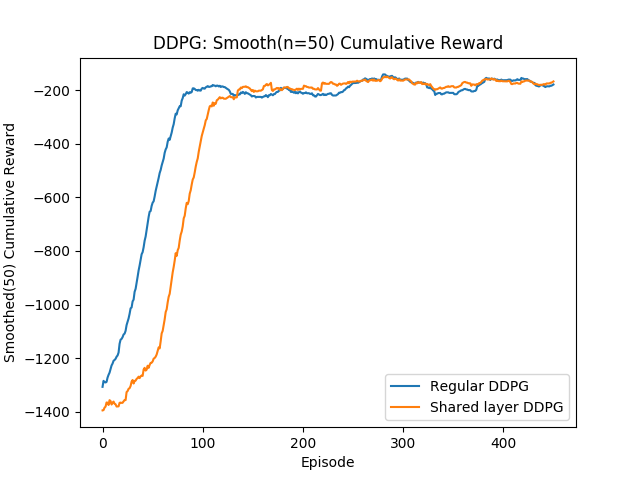 DDPG: Smooth(n=50) Cumulative Reward
−200
−400
−600
−800
−1000
−1200
−1400
Smoothed(50) Cumulative Reward
0
100
200
300
400
Episode
Regular DDPG
Shared layer DDPG